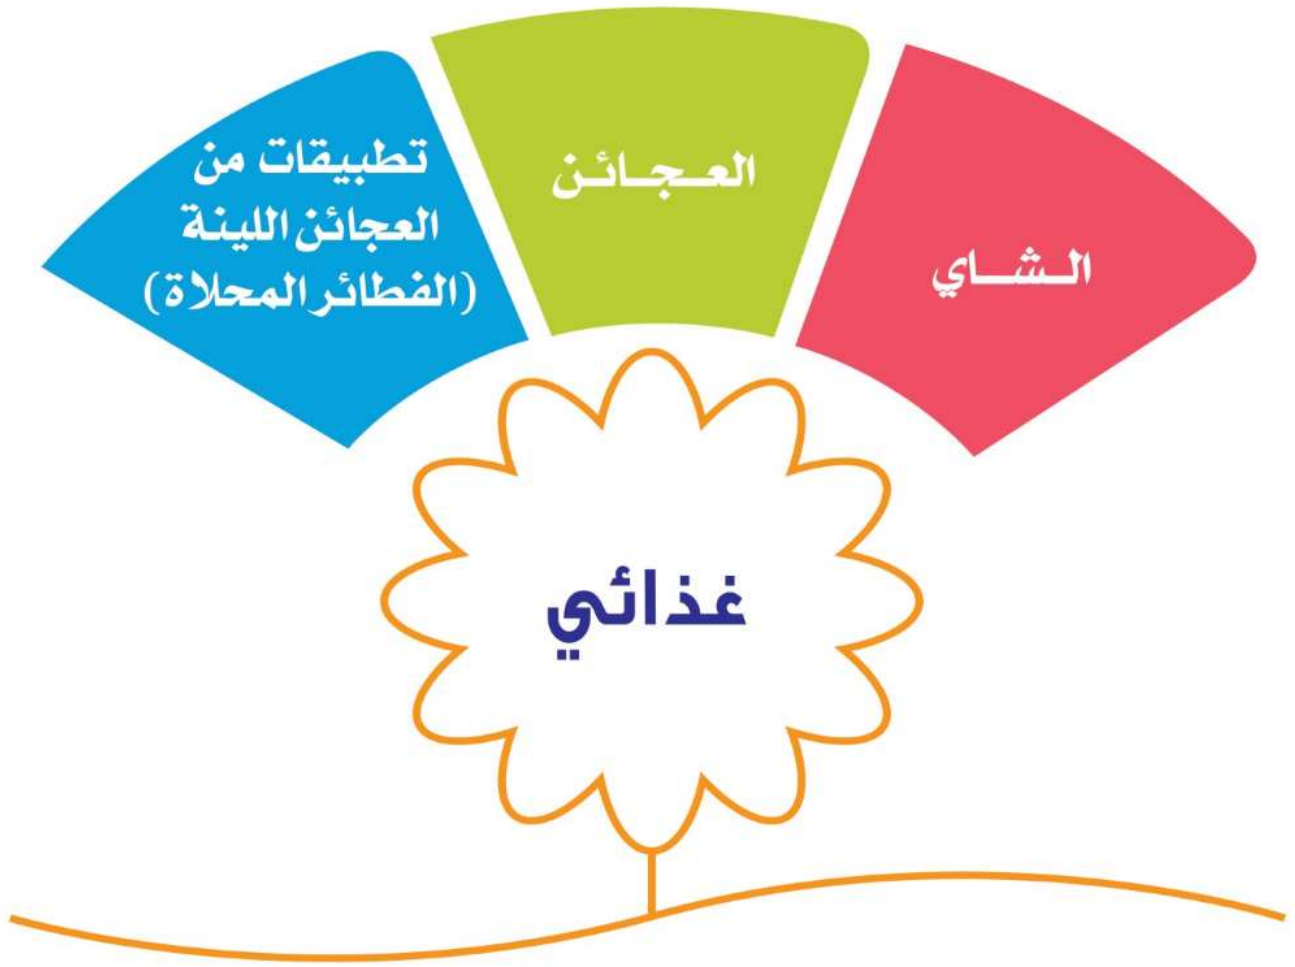 الشاي
العجائن
تطبيقات من
العجائن اللينة
(الفطائر المحلاة)
غذائي